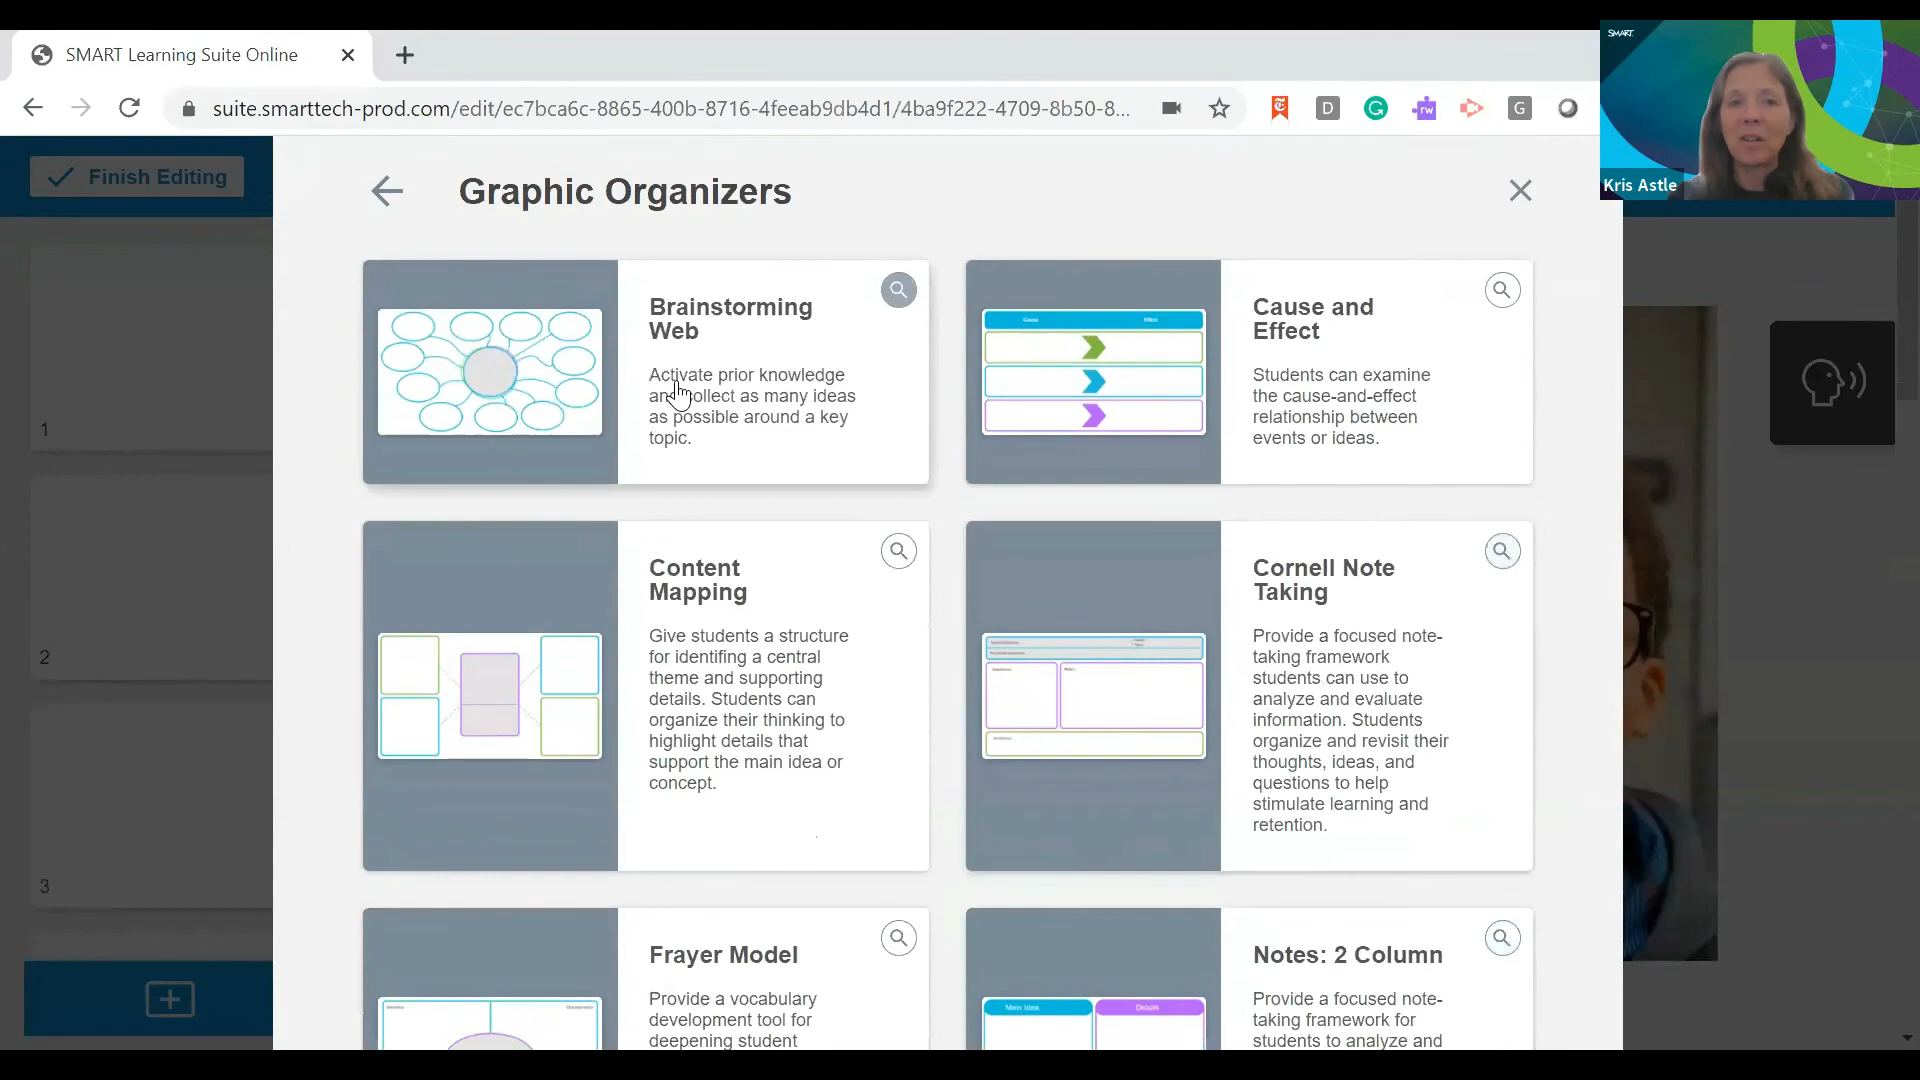 SMART Learning Suite Online
suite.smarttech-prod.com/edit/ec7bca6c-8865-400b-8716-4feeab9db4d1/4ba9f222-4709-8b50-8...
D
G
rw
G
SMART
Kris Astle
Finish Editing
Graphic Organizers
Brainstorming
Web
Activate prior knowledge
and collect as many ideas
as possible around a key
topic.
Cause
Effect
Cause and
Effect
Students can examine
the cause-and-effect
relationship between
events or ideas.
1
2
3
Content
Mapping
Give students a structure
for identifing a central
theme and supporting
details. Students can
organize their thinking to
highlight details that
support the main idea or
concept.
Cornell Note
Taking
Provide a focused note-
taking framework
students can use to
analyze and evaluate
information. Students
organize and revisit their
thoughts, ideas, and
questions to help
stimulate learning and
retention.
Frayer Model
Provide a vocabulary
development tool for
deepening student
Main Idea
Details
Notes: 2 Column
Provide a focused note-
taking framework for
students to analyze and